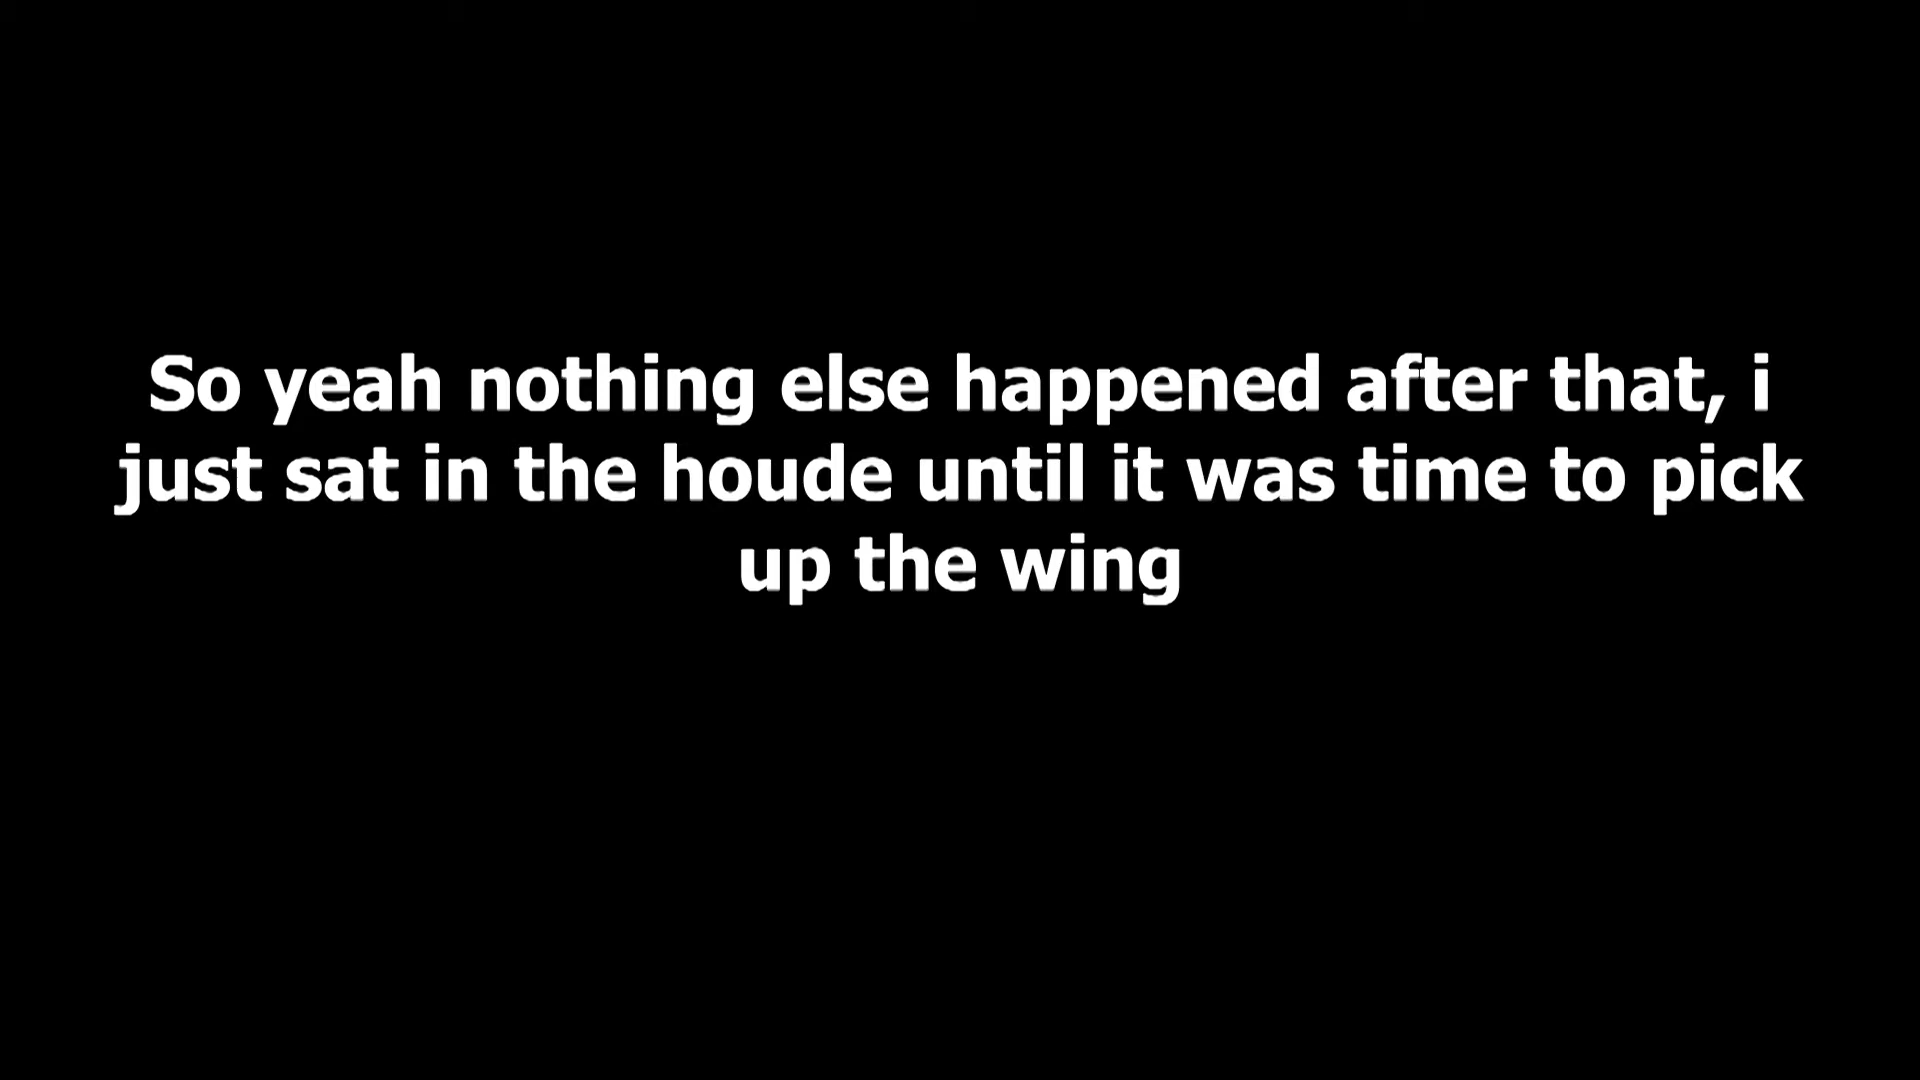 So yeah nothing else happened after that, i
just sat in the houde until it was time to pick
up the wing